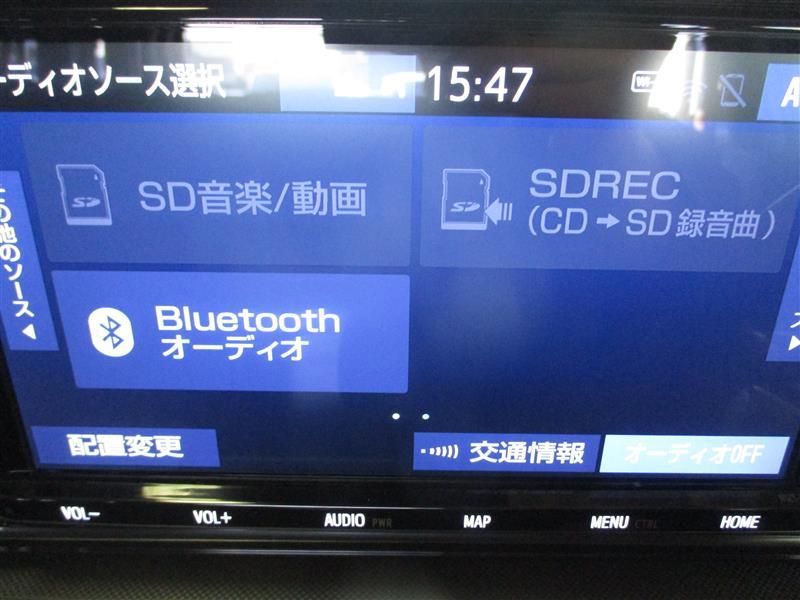 ーディオソース選択
15:47
SD音楽/動画
SDREC
(CD→SD 録音曲)
の他のソース
Bluetooth
オーディオ
配置変更
交通情報
オーディオOFF
VOL- VOL+ AUDIO PWR MAP MENU CTRL HOME